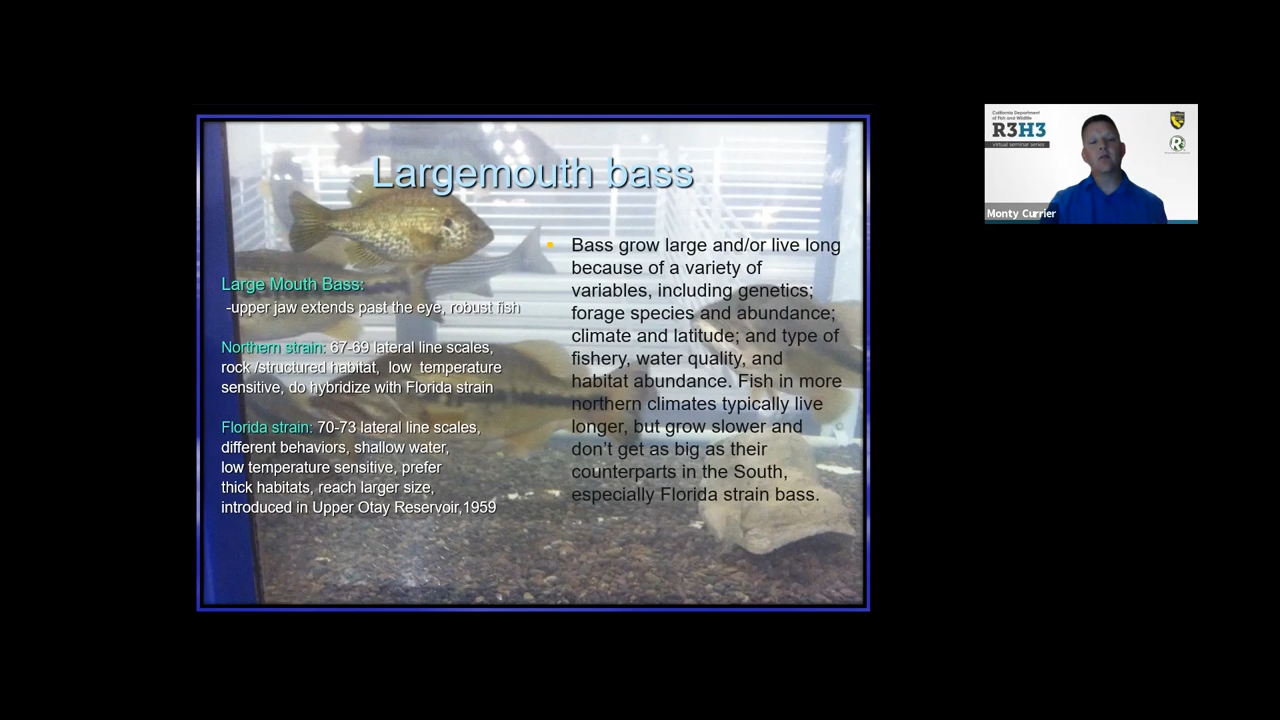 Largemouth bass
Large Mouth Bass:
-upper jaw extends past the eye, robust fish
Northern strain: 67-69 lateral line scales,
rock /structured habitat, low temperature
sensitive, do hybridize with Florida strain
Florida strain: 70-73 lateral line scales,
different behaviors, shallow water,
low temperature sensitive, prefer
thick habitats, reach larger size,
introduced in Upper Otay Reservoir,1959
Bass grow large and/or live long
because of a variety of
variables, including genetics;
forage species and abundance;
climate and latitude; and type of
fishery, water quality, and
habitat abundance. Fish in more
northern climates typically live
longer, but grow slower and
don't get as big as their
counterparts in the South,
especially Florida strain bass.
California Department
of Fish and Wildlife
R3H3
virtual seminar series
Monty Currier